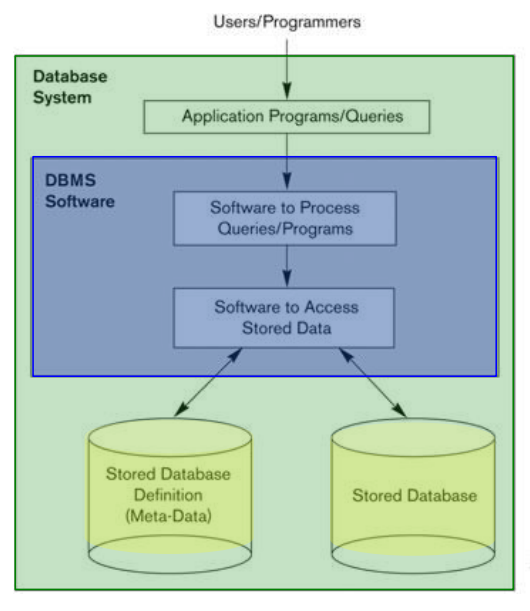 Users/Programmers
Database
System
Application Programs/Queries
DBMS
Software
Software to Process
Queries/Programs
Software to Access
Stored Data
Stored Database
Definition
(Meta-Data)
Stored Database